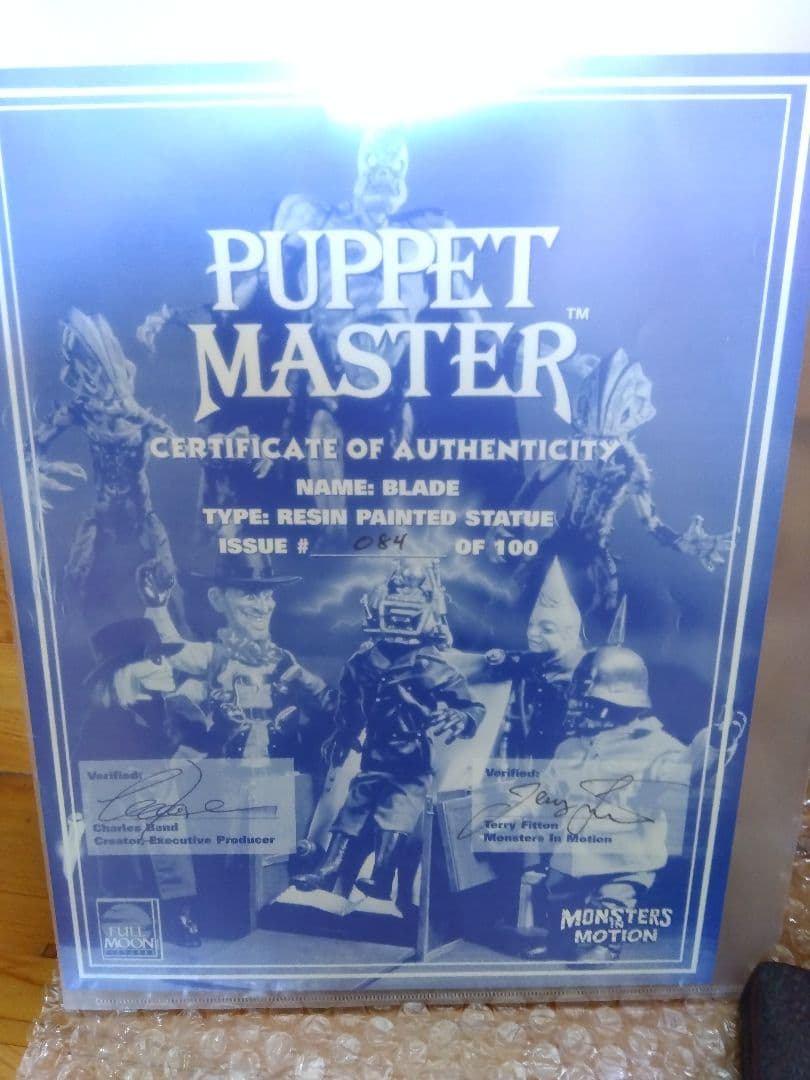 PUPPET
MASTER™
CERTIFICATE OF AUTHENTICITY
NAME: BLADE
TYPE: RESIN PAINTED STATUE
ISSUE # 084 OF 100
Verified:
Charles Band
Creator, Executive Producer
Verified:
Terry Fitton
Monsters In Motion
FULL
MOON
MONSTERS
IN
MOTION